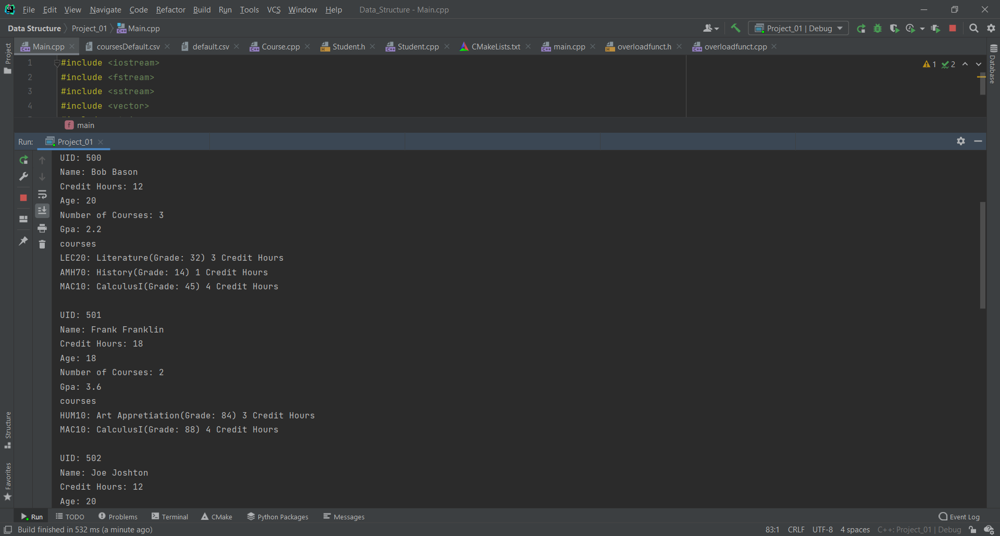 File Edit View Navigate Code Refactor Build Run Tools VCS Window Help Data_Structure - Main.cpp
Data Structure Project_01 Main.cpp Project_01 | Debug
Main.cpp coursesDefault.csv default.csv Course.cpp Student.h Student.cpp CMakeLists.txt main.cpp overloadfunct.h overloadfunct.cpp
1 #include <iostream> 1 2
2 #include <fstream>
3 #include <sstream>
4 #include <vector>
main
Run: Project_01
UID: 500
Name: Bob Bason
Credit Hours: 12
Age: 20
Number of Courses: 3
Gpa: 2.2
courses
LEC20: Literature(Grade: 32) 3 Credit Hours
AMH70: History(Grade: 14) 1 Credit Hours
MAC10: CalculusI(Grade: 45) 4 Credit Hours
UID: 501
Name: Frank Franklin
Credit Hours: 18
Age: 18
Number of Courses: 2
Gpa: 3.6
courses
HUM10: Art Appretiation(Grade: 84) 3 Credit Hours
MAC10: CalculusI(Grade: 88) 4 Credit Hours
UID: 502
Name: Joe Joshton
Credit Hours: 12
Age: 20
Project
Structure
Favorites
Database
Run TODO Problems Terminal CMake Python Packages Messages Event Log
Build finished in 532 ms (a minute ago) 83:1 CRLF UTF-8 4 spaces C++: Project_01 | Debug